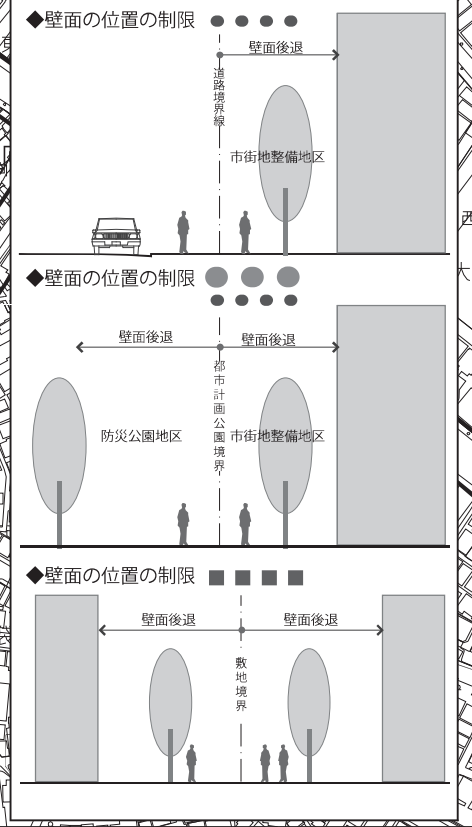 ◆壁面の位置の制限
壁面後退
道路境界線
市街地整備地区
◆壁面の位置の制限
壁面後退
壁面後退
都市計画公園境界
防災公園地区
市街地整備地区
◆壁面の位置の制限
壁面後退
壁面後退
敷地境界
西
大